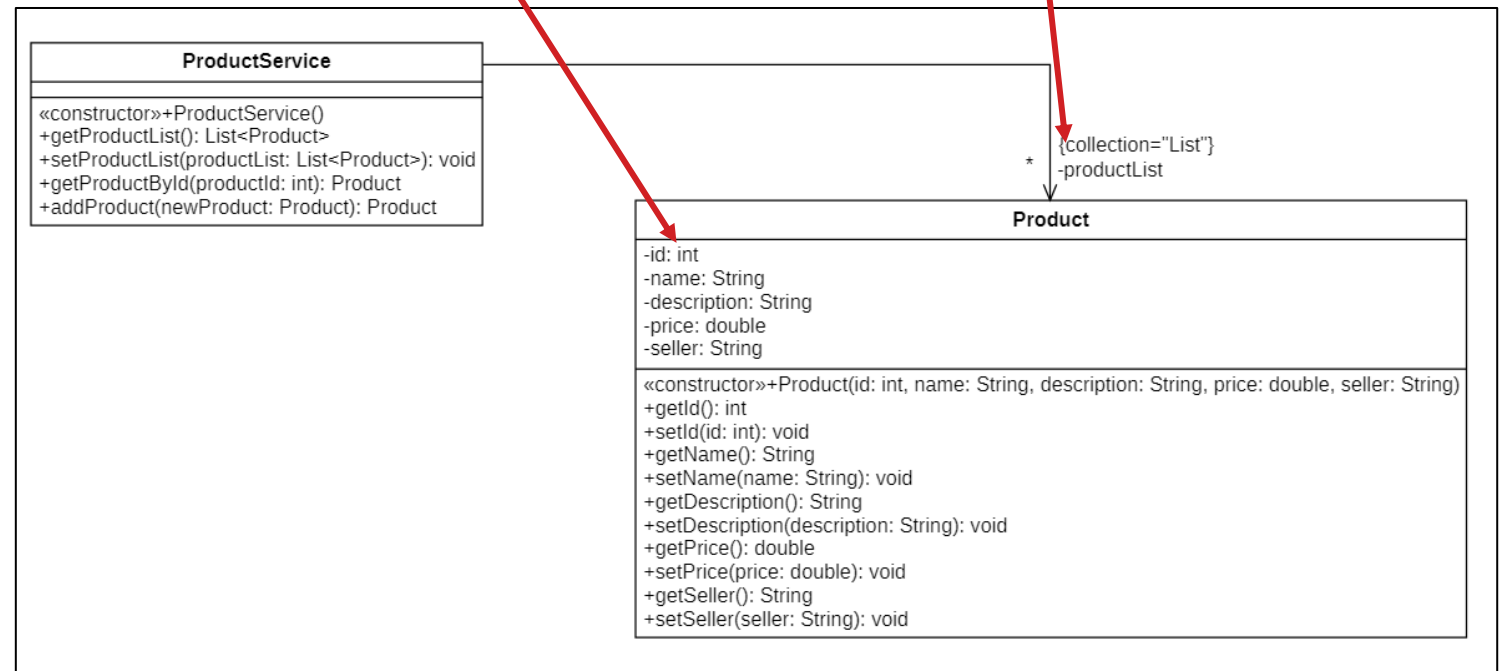 ProductService
«constructor»+ProductService()
+getProductList(): List<Product>
+setProductList(productList: List<Product>): void
+getProductById(productId: int): Product
+addProduct(newProduct: Product): Product
{collection="List"}
*
-productList
Product
-id: int
-name: String
-description: String
-price: double
-seller: String
«constructor»+Product(id: int, name: String, description: String, price: double, seller: String)
+getId(): int
+setId(id: int): void
+getName(): String
+setName(name: String): void
+getDescription(): String
+setDescription(description: String): void
+getPrice(): double
+setPrice(price: double): void
+getSeller(): String
+setSeller(seller: String): void